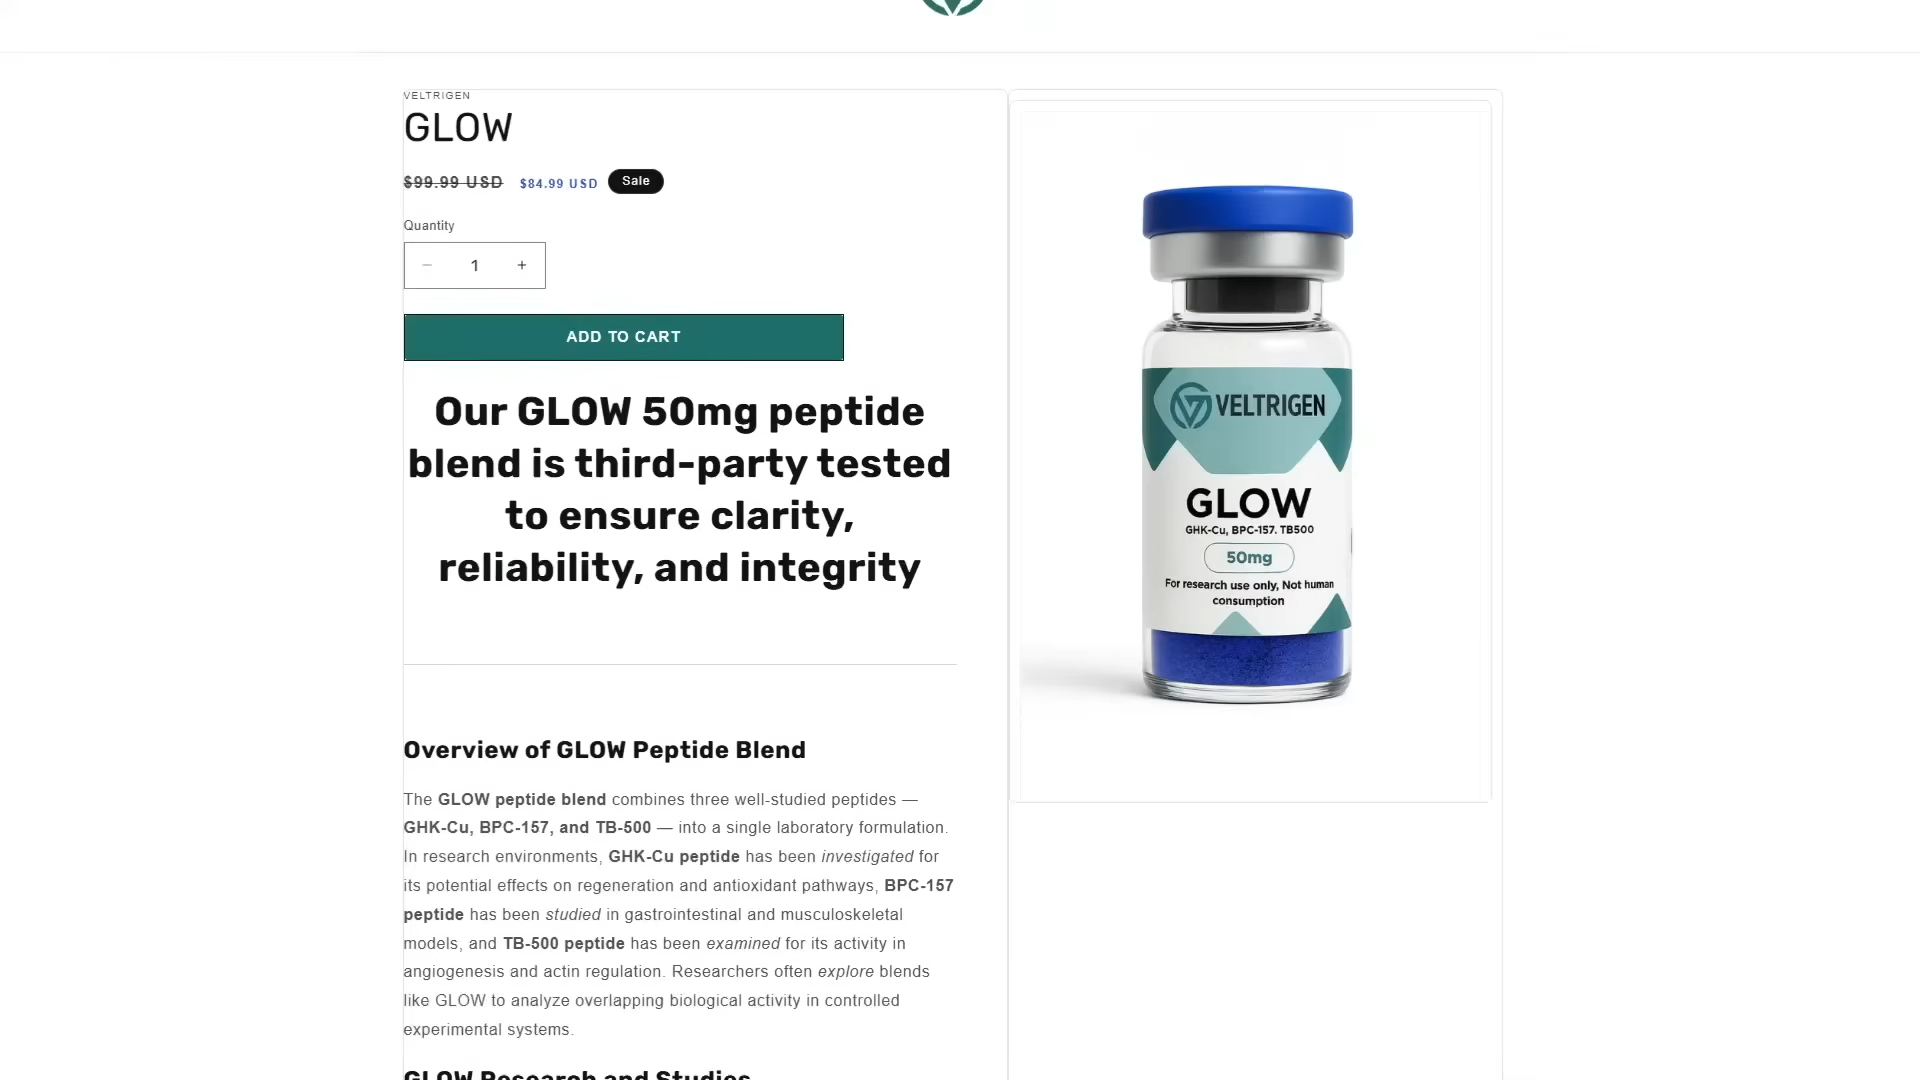 VELTRIGEN
GLOW
$99.99 USD $84.99 USD Sale
Quantity
− 1 +
ADD TO CART
Our GLOW 50mg peptide
blend is third-party tested
to ensure clarity,
reliability, and integrity
Overview of GLOW Peptide Blend
The GLOW peptide blend combines three well-studied peptides —
GHK-Cu, BPC-157, and TB-500 — into a single laboratory formulation.
In research environments, GHK-Cu peptide has been investigated for
its potential effects on regeneration and antioxidant pathways, BPC-157
peptide has been studied in gastrointestinal and musculoskeletal
models, and TB-500 peptide has been examined for its activity in
angiogenesis and actin regulation. Researchers often explore blends
like GLOW to analyze overlapping biological activity in controlled
experimental systems.
GLOW Research and Studies
VELTRIGEN
GLOW
GHK-Cu, BPC-157. TB500
50mg
For research use only, Not human
consumption